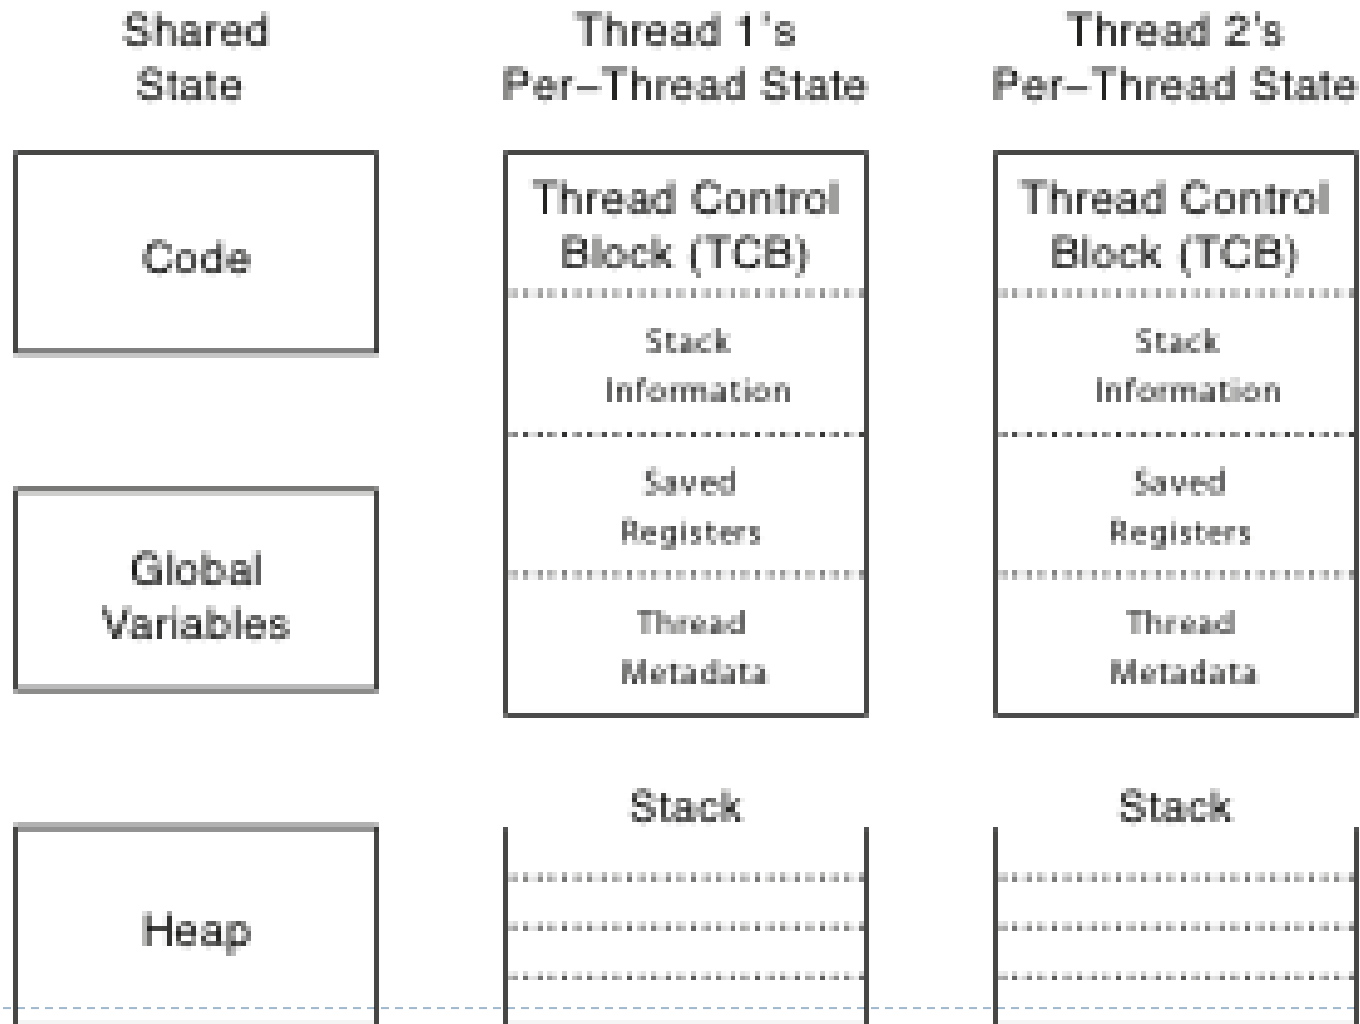 Shared
State
Thread 1's
Per-Thread State
Thread 2's
Per-Thread State
Code
Global
Variables
Heap
Thread Control
Block (TCB)
Stack
Information
Saved
Registers
Thread
Metadata
Stack
Thread Control
Block (TCB)
Stack
Information
Saved
Registers
Thread
Metadata
Stack